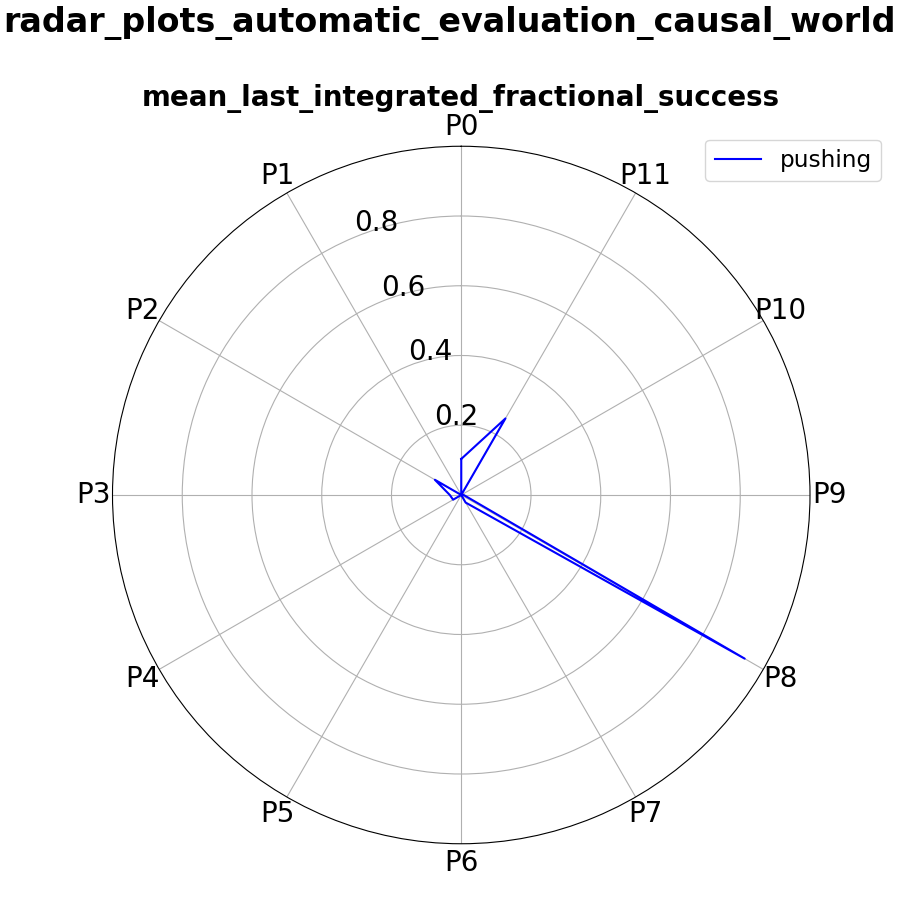 radar_plots_automatic_evaluation_causal_world
mean_last_integrated_fractional_success
P0
pushing
P1
P11
0.8
0.6
P2
P10
0.4
0.2
P3
P9
P4
P8
P5
P7
P6